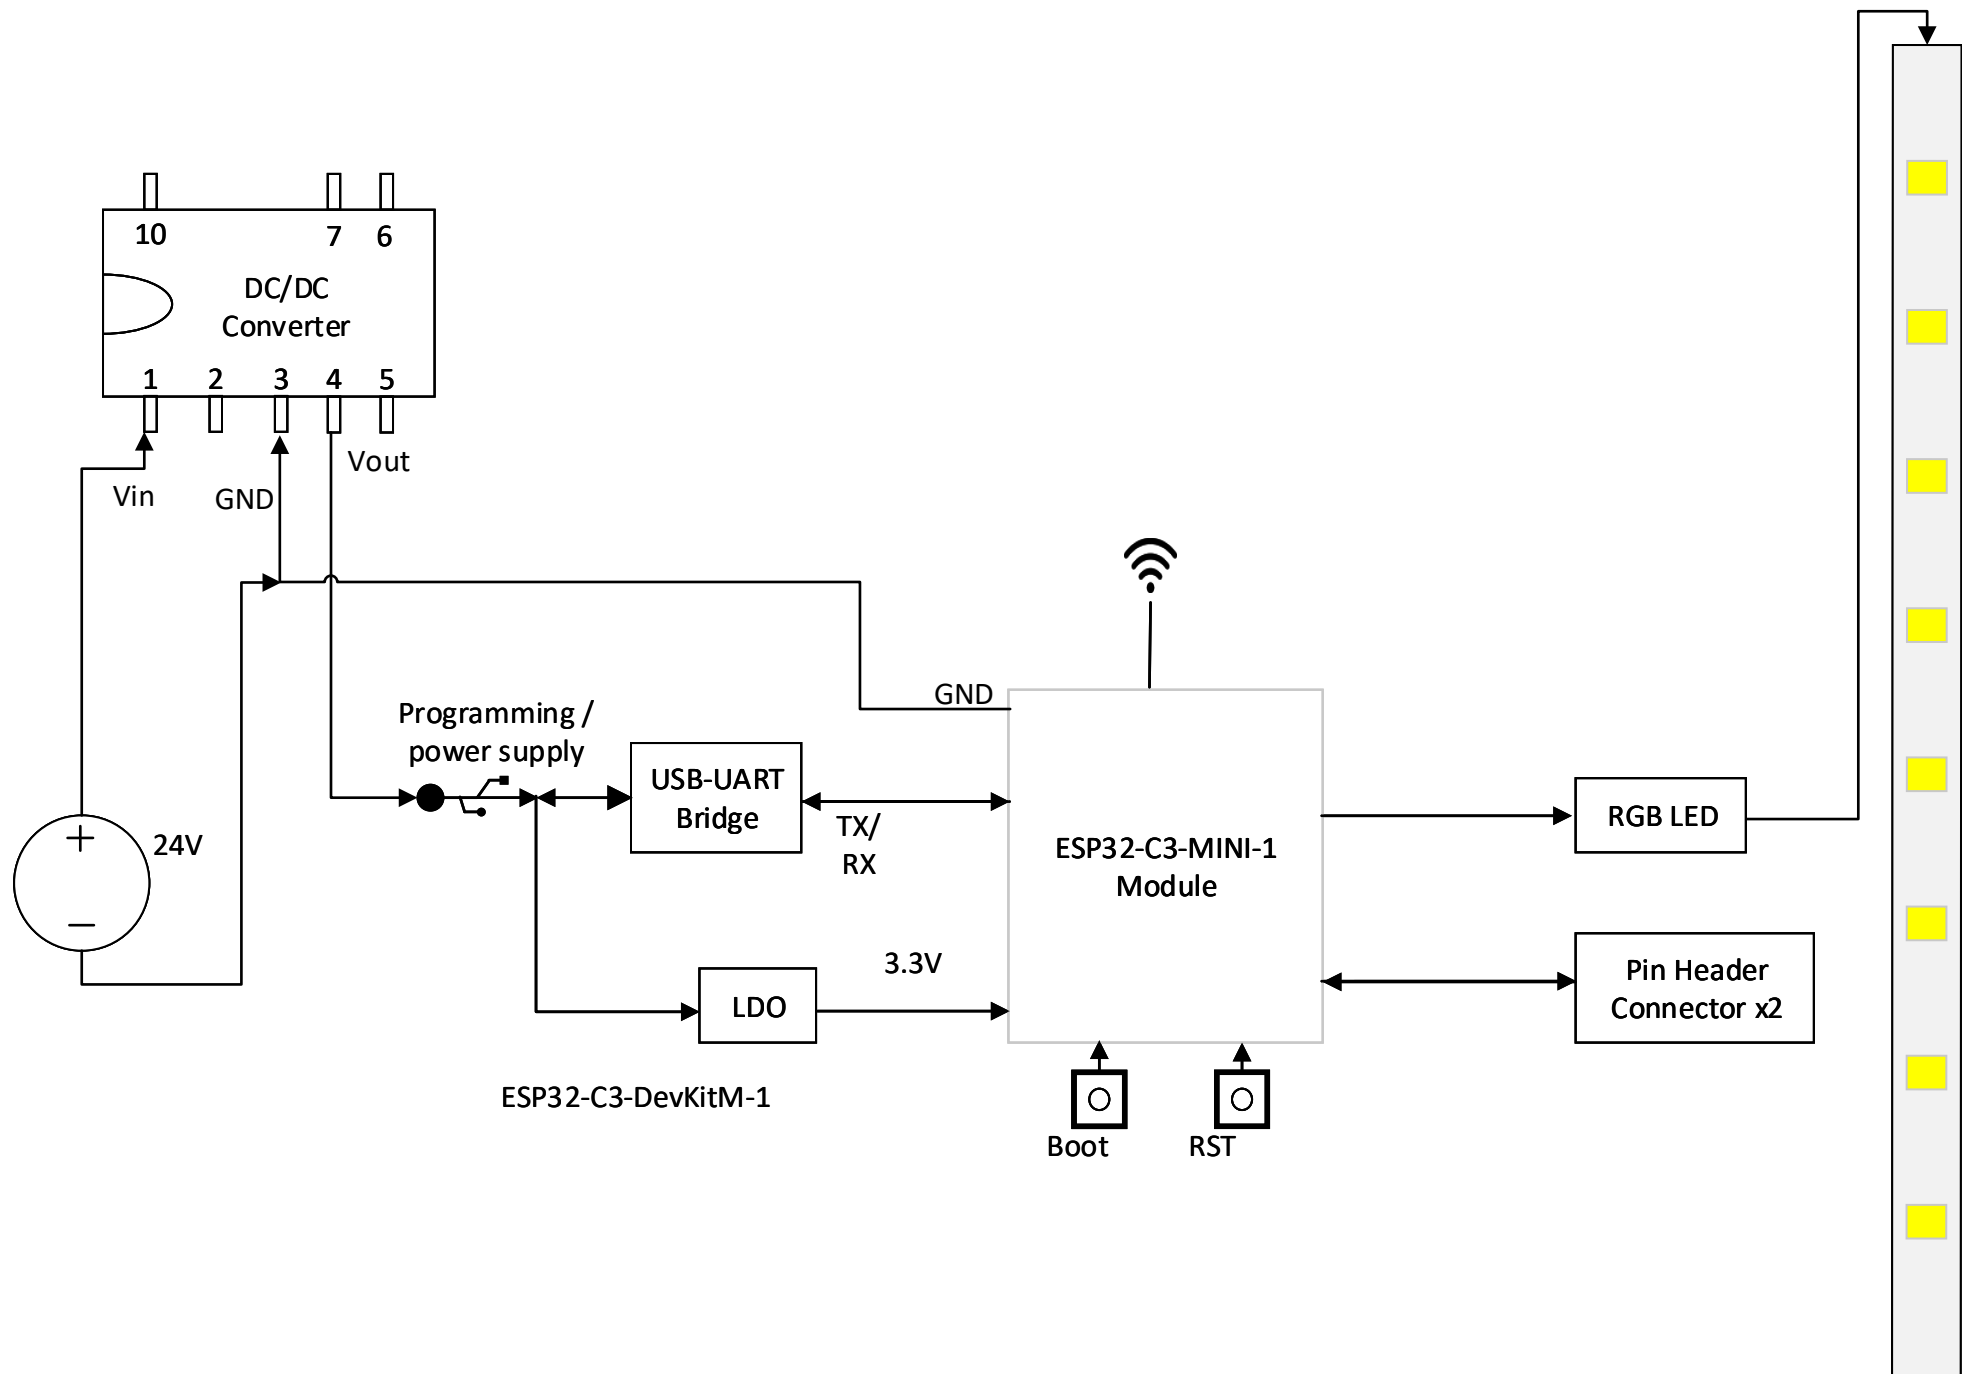 10
7
6
DC/DC
Converter
1
2
3
4
5
Vin
GND
Vout
24V
Programming /
power supply
USB-UART
Bridge
TX/
RX
GND
ESP32-C3-MINI-1
Module
RGB LED
3.3V
LDO
Pin Header
Connector x2
ESP32-C3-DevKitM-1
Boot
RST